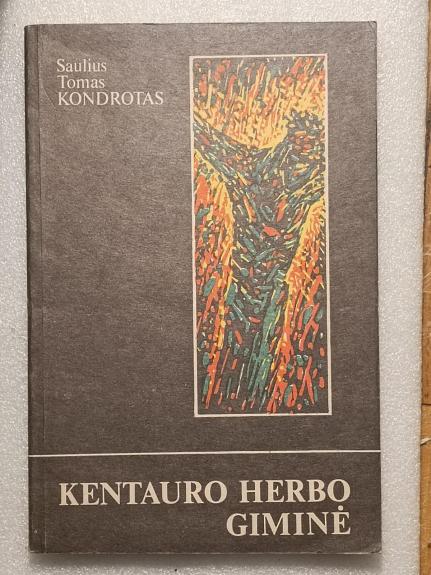 Saulius
Tomas
KONDROTAS
KENTAURO HERBO
GIMINĖ